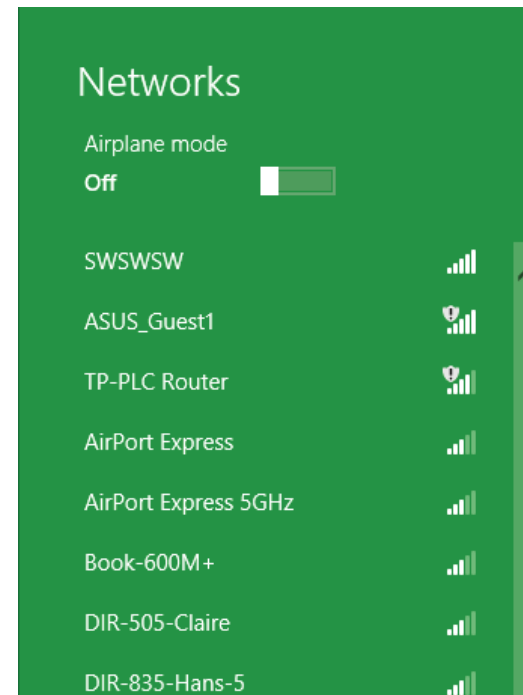 Networks
Airplane mode
Off
SWSWSW
ASUS_Guest1
TP-PLC Router
AirPort Express
AirPort Express 5GHz
Book-600M+
DIR-505-Claire
DIR-835-Hans-5